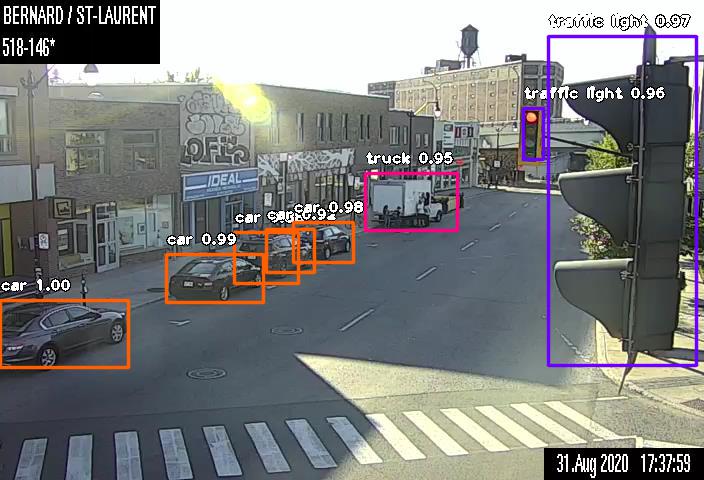 BERNARD / ST-LAURENT
518-146*
traffic light 0.97
traffic light 0.96
truck 0.95
car 0.98
car 0.99
car 1.00
IDEAL
31.Aug 2020 17:37:59